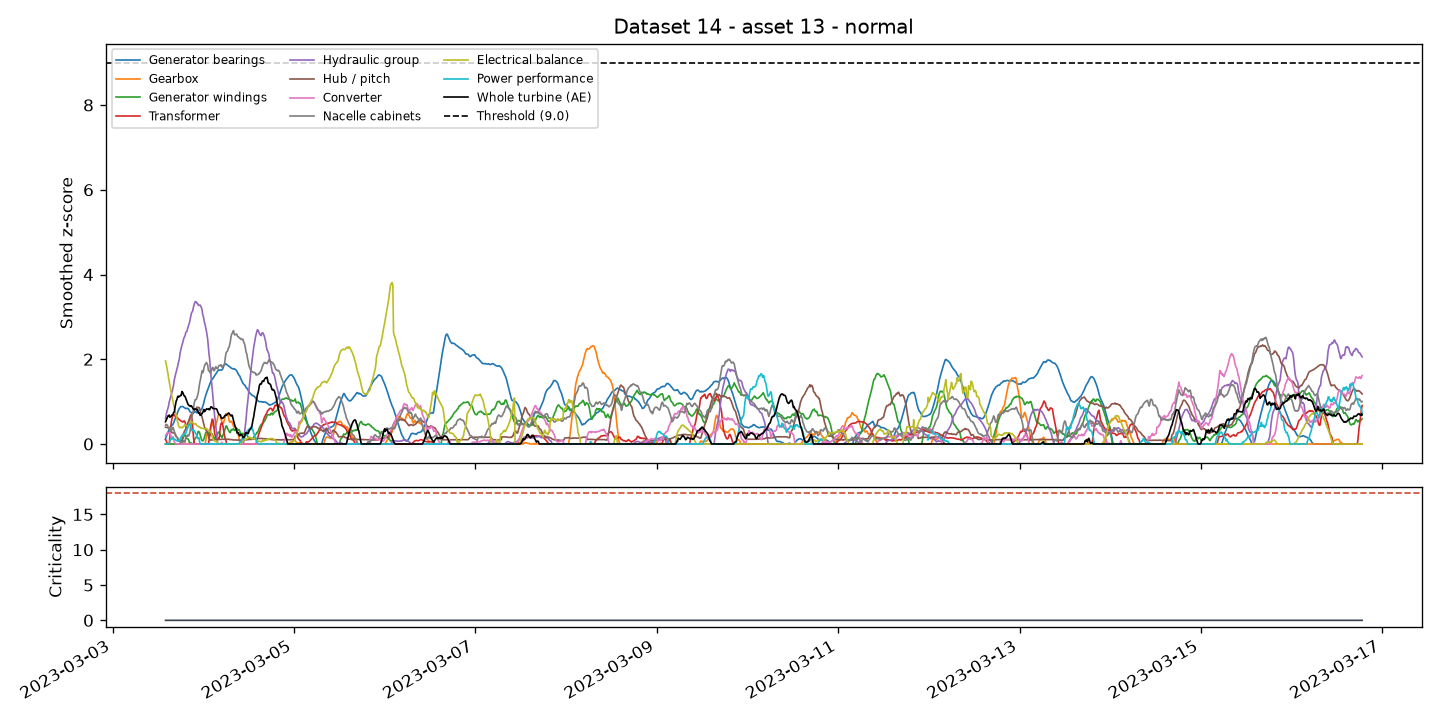 Dataset 14 - asset 13 - normal
Generator bearings
Gearbox
Generator windings
Transformer
Hydraulic group
Hub / pitch
Converter
Nacelle cabinets
Electrical balance
Power performance
Whole turbine (AE)
Threshold (9.0)
Smoothed z-score
8
6
4
2
0
Criticality
15
10
5
0
2023-03-03
2023-03-05
2023-03-07
2023-03-09
2023-03-11
2023-03-13
2023-03-15
2023-03-17